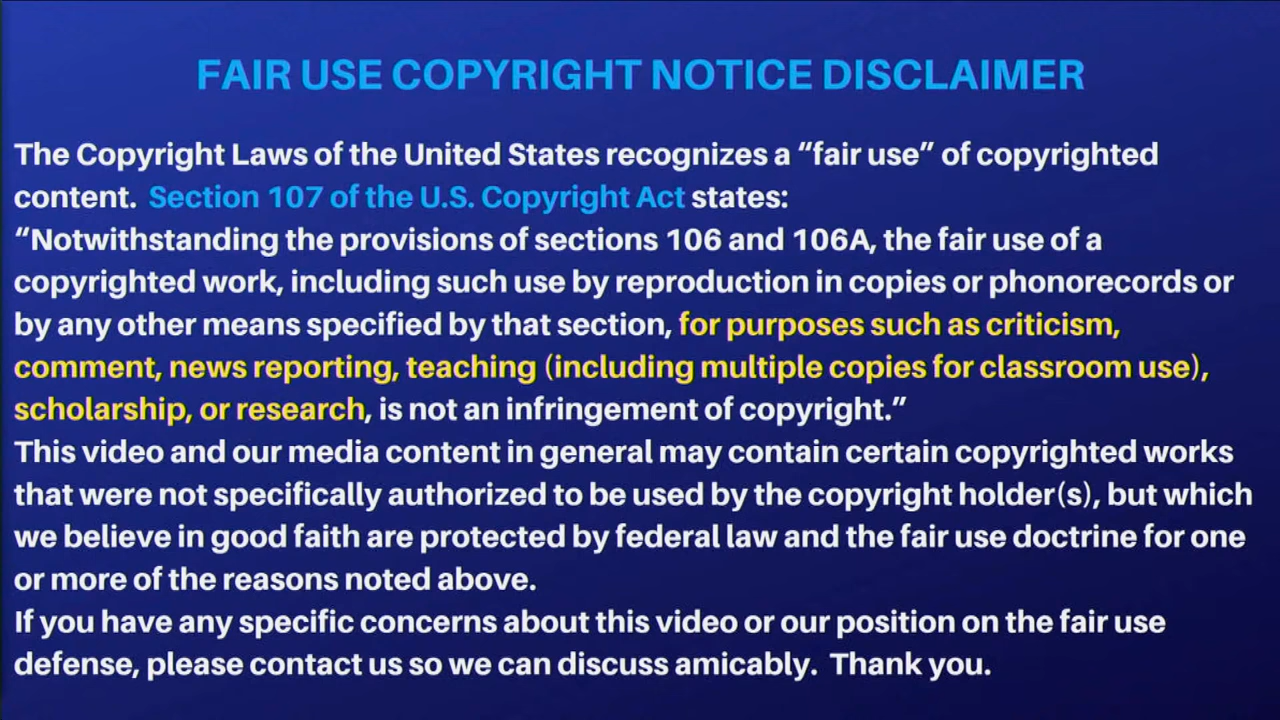 FAIR USE COPYRIGHT NOTICE DISCLAIMER
The Copyright Laws of the United States recognizes a “fair use” of copyrighted
content.  Section 107 of the U.S. Copyright Act states:
“Notwithstanding the provisions of sections 106 and 106A, the fair use of a
copyrighted work, including such use by reproduction in copies or phonorecords or
by any other means specified by that section, for purposes such as criticism,
comment, news reporting, teaching (including multiple copies for classroom use),
scholarship, or research, is not an infringement of copyright.”
This video and our media content in general may contain certain copyrighted works
that were not specifically authorized to be used by the copyright holder(s), but which
we believe in good faith are protected by federal law and the fair use doctrine for one
or more of the reasons noted above.
If you have any specific concerns about this video or our position on the fair use
defense, please contact us so we can discuss amicably.  Thank you.